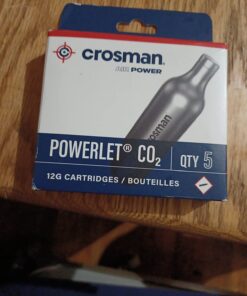 crosman®
AIR POWER
crosman
POWERLET® CO₂
QTY 5
12G CARTRIDGES / BOUTEILLES